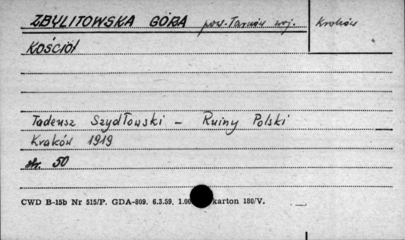 ZBYLITOWSKA GÓRA pow. Tarnów woj. Kraków
KOŚCIÓŁ
Tadeusz Szydłowski – Ruiny Polski
Kraków 1919
str. 50
CWD B-15b Nr 515/P. GDA-809. 6.3.59. 1.00 karton 180/V.